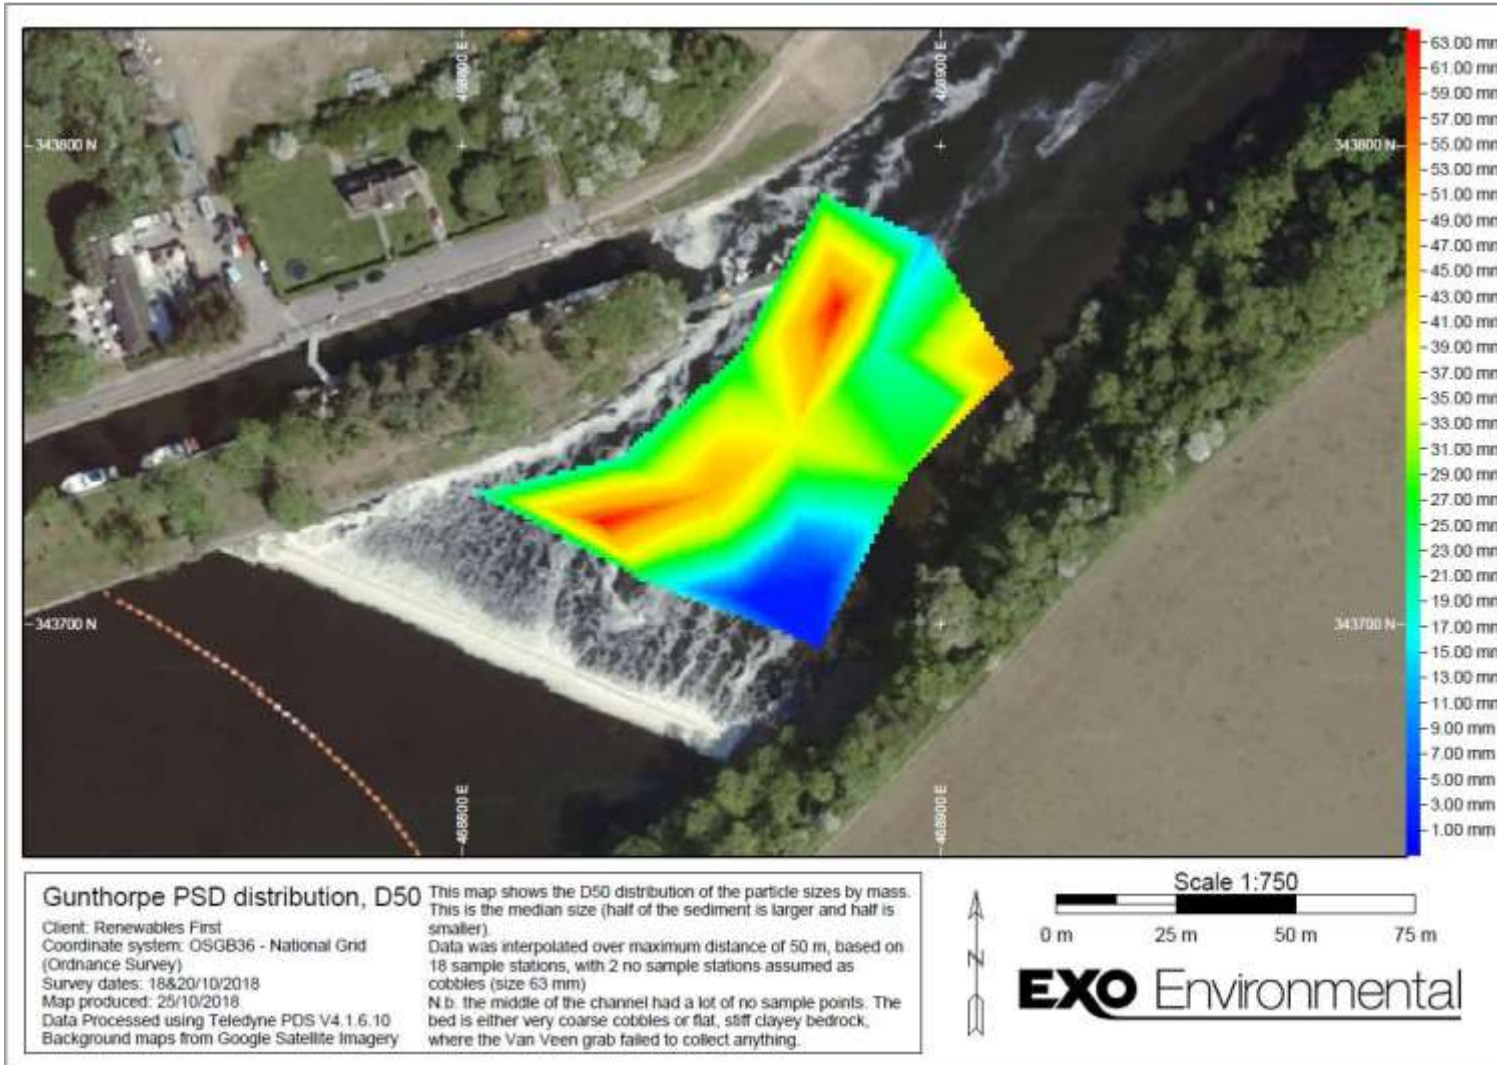 468800 E
468900 E
343800 N
343800 N
343700 N
343700 N
468800 E
468900 E
63.00 mm
61.00 mm
59.00 mm
57.00 mm
55.00 mm
53.00 mm
51.00 mm
49.00 mm
47.00 mm
45.00 mm
43.00 mm
41.00 mm
39.00 mm
37.00 mm
35.00 mm
33.00 mm
31.00 mm
29.00 mm
27.00 mm
25.00 mm
23.00 mm
21.00 mm
19.00 mm
17.00 mm
15.00 mm
13.00 mm
11.00 mm
9.00 mm
7.00 mm
5.00 mm
3.00 mm
1.00 mm
Gunthorpe PSD distribution, D50
Client: Renewables First
Coordinate system: OSGB36 - National Grid
(Ordnance Survey)
Survey dates: 18&20/10/2018
Map produced: 25/10/2018
Data Processed using Teledyne PDS V4.1.6.10
Background maps from Google Satellite Imagery
This map shows the D50 distribution of the particle sizes by mass.
This is the median size (half of the sediment is larger and half is
smaller).
Data was interpolated over maximum distance of 50 m, based on
18 sample stations, with 2 no sample stations assumed as
cobbles (size 63 mm)
N.b. the middle of the channel had a lot of no sample points. The
bed is either very coarse cobbles or flat, stiff clayey bedrock,
where the Van Veen grab failed to collect anything.
N
Scale 1:750
0 m 25 m 50 m 75 m
EXO Environmental